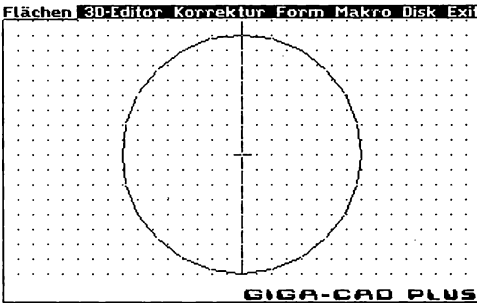 Flächen 3D-Editor Korrektur Form Makro Disk Exit
GIGA-CAD PLUS